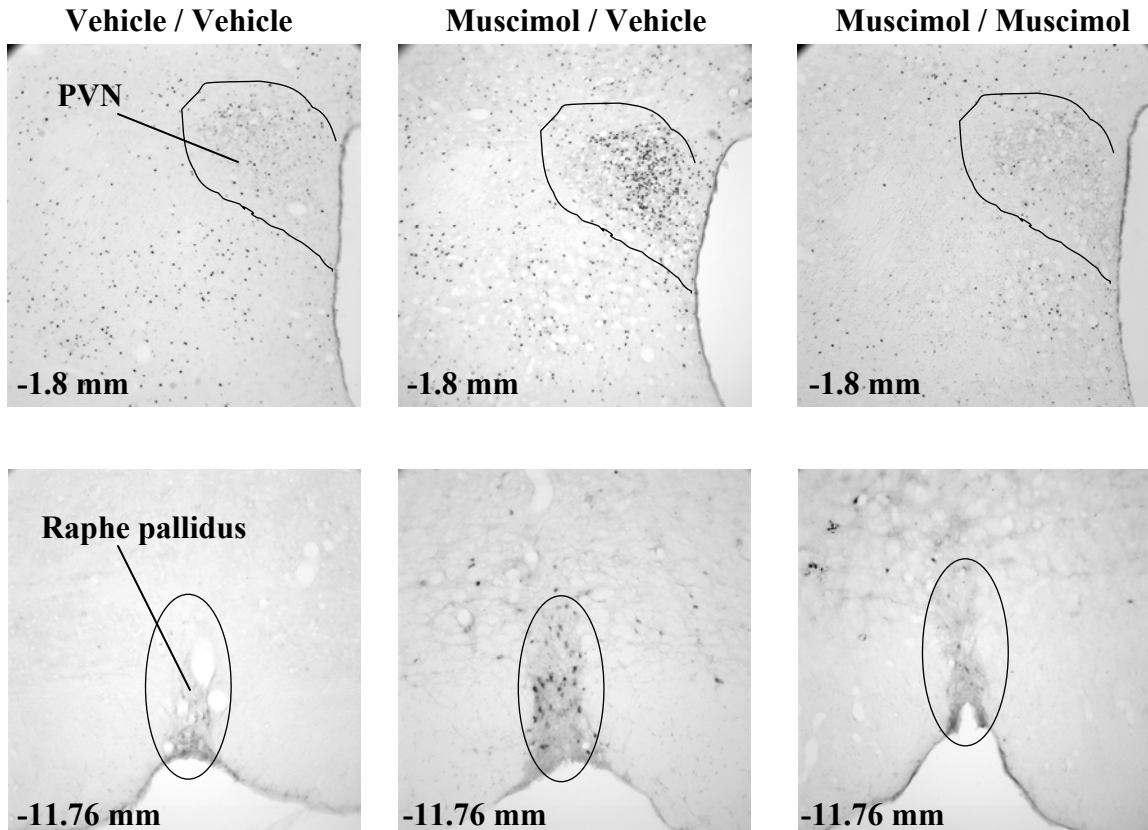 Vehicle / Vehicle
Muscimol / Vehicle
Muscimol / Muscimol
PVN
-1.8 mm
-1.8 mm
-1.8 mm
Raphe pallidus
-11.76 mm
-11.76 mm
-11.76 mm